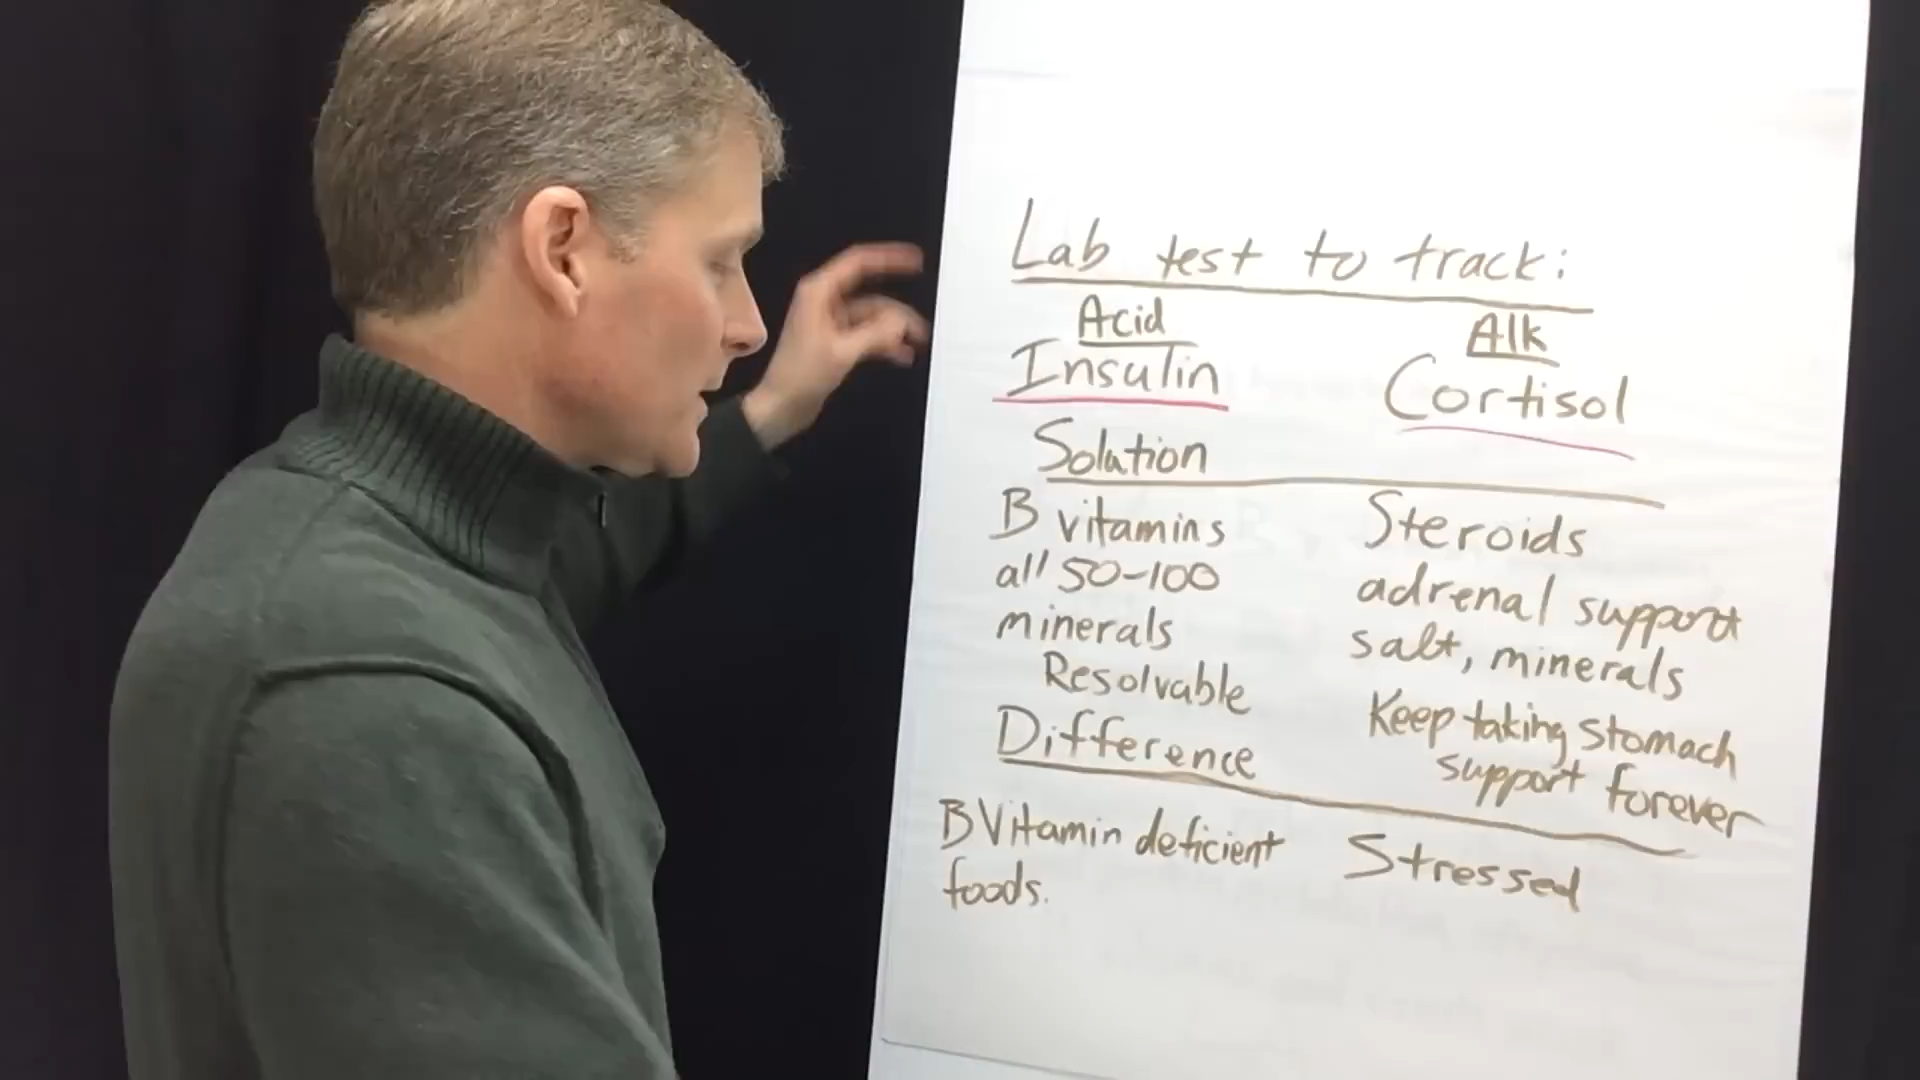 Lab test to track:
Acid Alk
Insulin Cortisol
Solution
B vitamins Steroids
all 50-100 adrenal support
minerals salt, minerals
Resolvable Keep taking stomach
Difference support forever
B Vitamin deficient Stressed
foods.